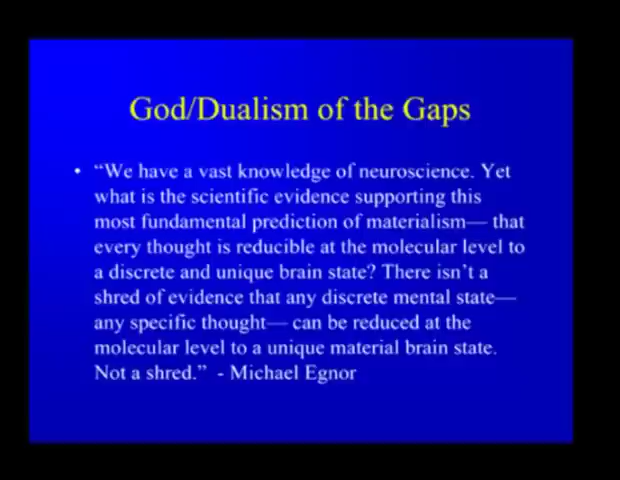 God/Dualism of the Gaps
• “We have a vast knowledge of neuroscience. Yet
what is the scientific evidence supporting this
most fundamental prediction of materialism— that
every thought is reducible at the molecular level to
a discrete and unique brain state? There isn’t a
shred of evidence that any discrete mental state—
any specific thought— can be reduced at the
molecular level to a unique material brain state.
Not a shred.” - Michael Egnor